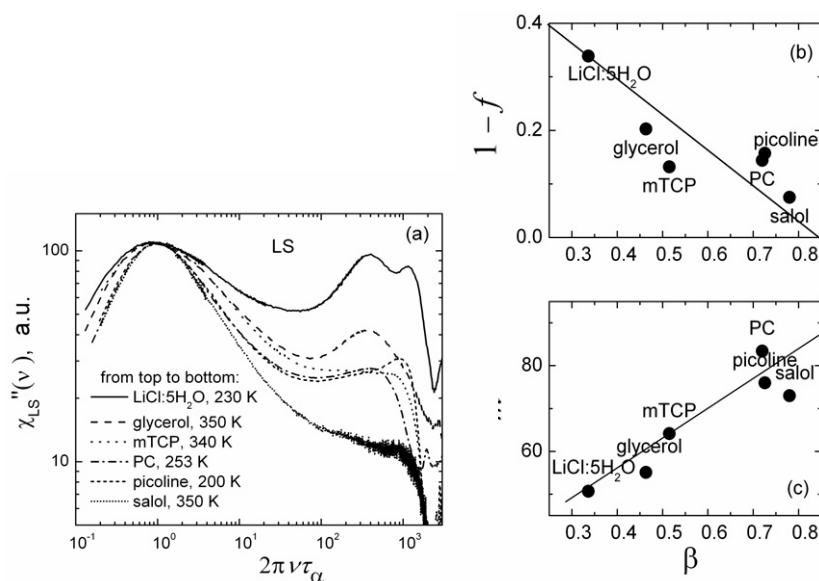 (a)
LS
100
10
χ_LS''(ν), a.u.
from top to bottom:
LiCl:5H₂O, 230 K
glycerol, 350 K
mTCP, 340 K
PC, 253 K
picoline, 200 K
salol, 350 K
10⁻¹ 10⁰ 10¹ 10² 10³
2πντ_α
(b)
0.4
0.2
0.0
1 − f
LiCl:5H₂O
glycerol
mTCP
picoline
PC
salol
0.3 0.4 0.5 0.6 0.7 0.8
(c)
80
60
PC
picoline
salol
mTCP
glycerol
LiCl:5H₂O
0.3 0.4 0.5 0.6 0.7 0.8
β